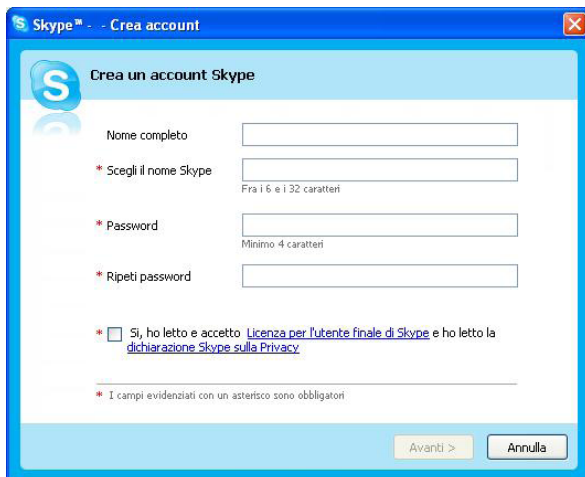 Skype™ - - Crea account
Crea un account Skype
Nome completo
* Scegli il nome Skype
Fra i 6 e i 32 caratteri
* Password
Minimo 4 caratteri
* Ripeti password
* Si, ho letto e accetto Licenza per l'utente finale di Skype e ho letto la
dichiarazione Skype sulla Privacy
* I campi evidenziati con un asterisco sono obbligatori
Avanti > Annulla